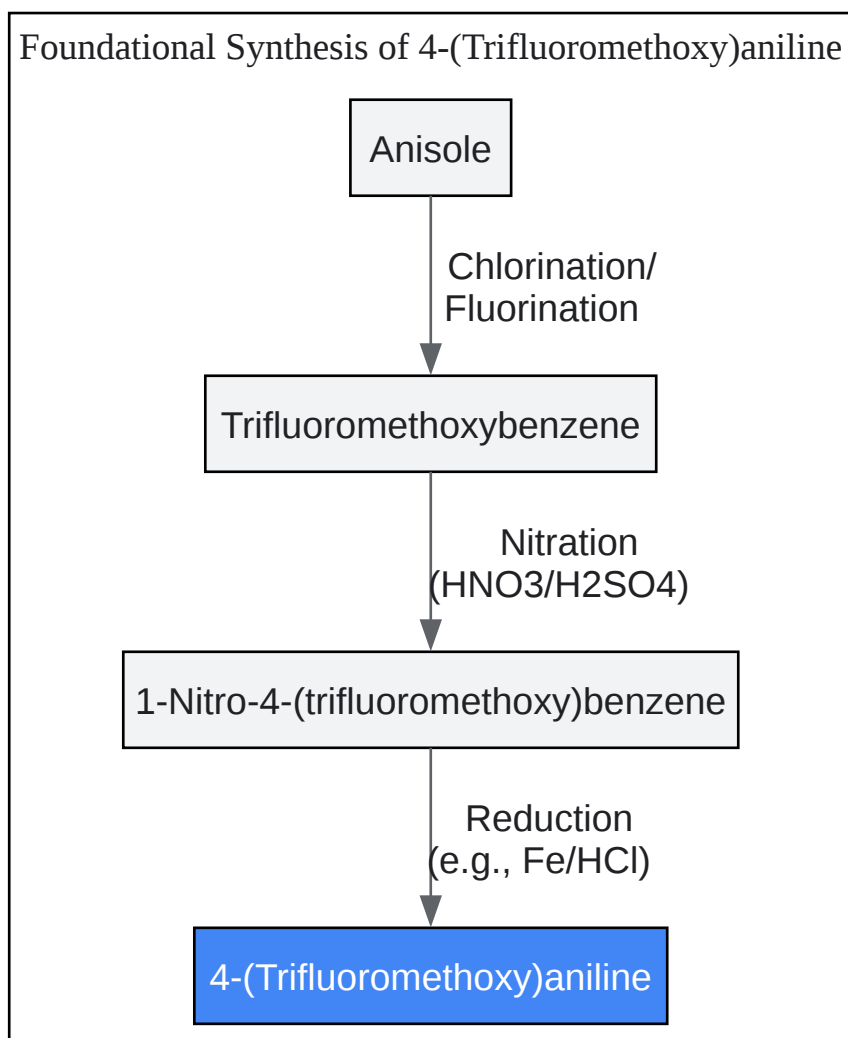 Foundational Synthesis of 4-(Trifluoromethoxy)aniline
Anisole
Chlorination/
Fluorination
Trifluoromethoxybenzene
Nitration
(HNO3/H2SO4)
1-Nitro-4-(trifluoromethoxy)benzene
Reduction
(e.g., Fe/HCl)
4-(Trifluoromethoxy)aniline